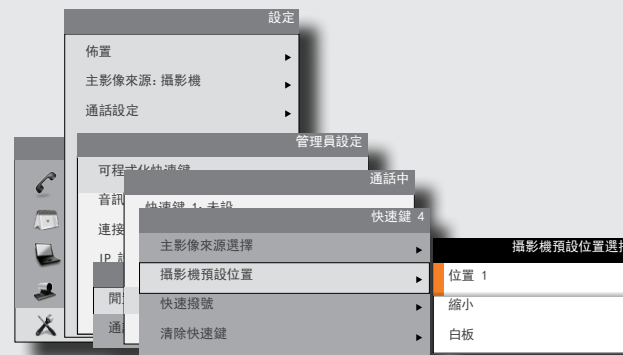 設定
佈置
主影像來源: 攝影機
通話設定
管理員設定
可程式化快速鍵
音訊
連接
IP
開
通
通話中
快速鍵 1: 未設
快速鍵 4
主影像來源選擇
攝影機預設位置
快速撥號
清除快速鍵
攝影機預設位置選擇
位置 1
縮小
白板